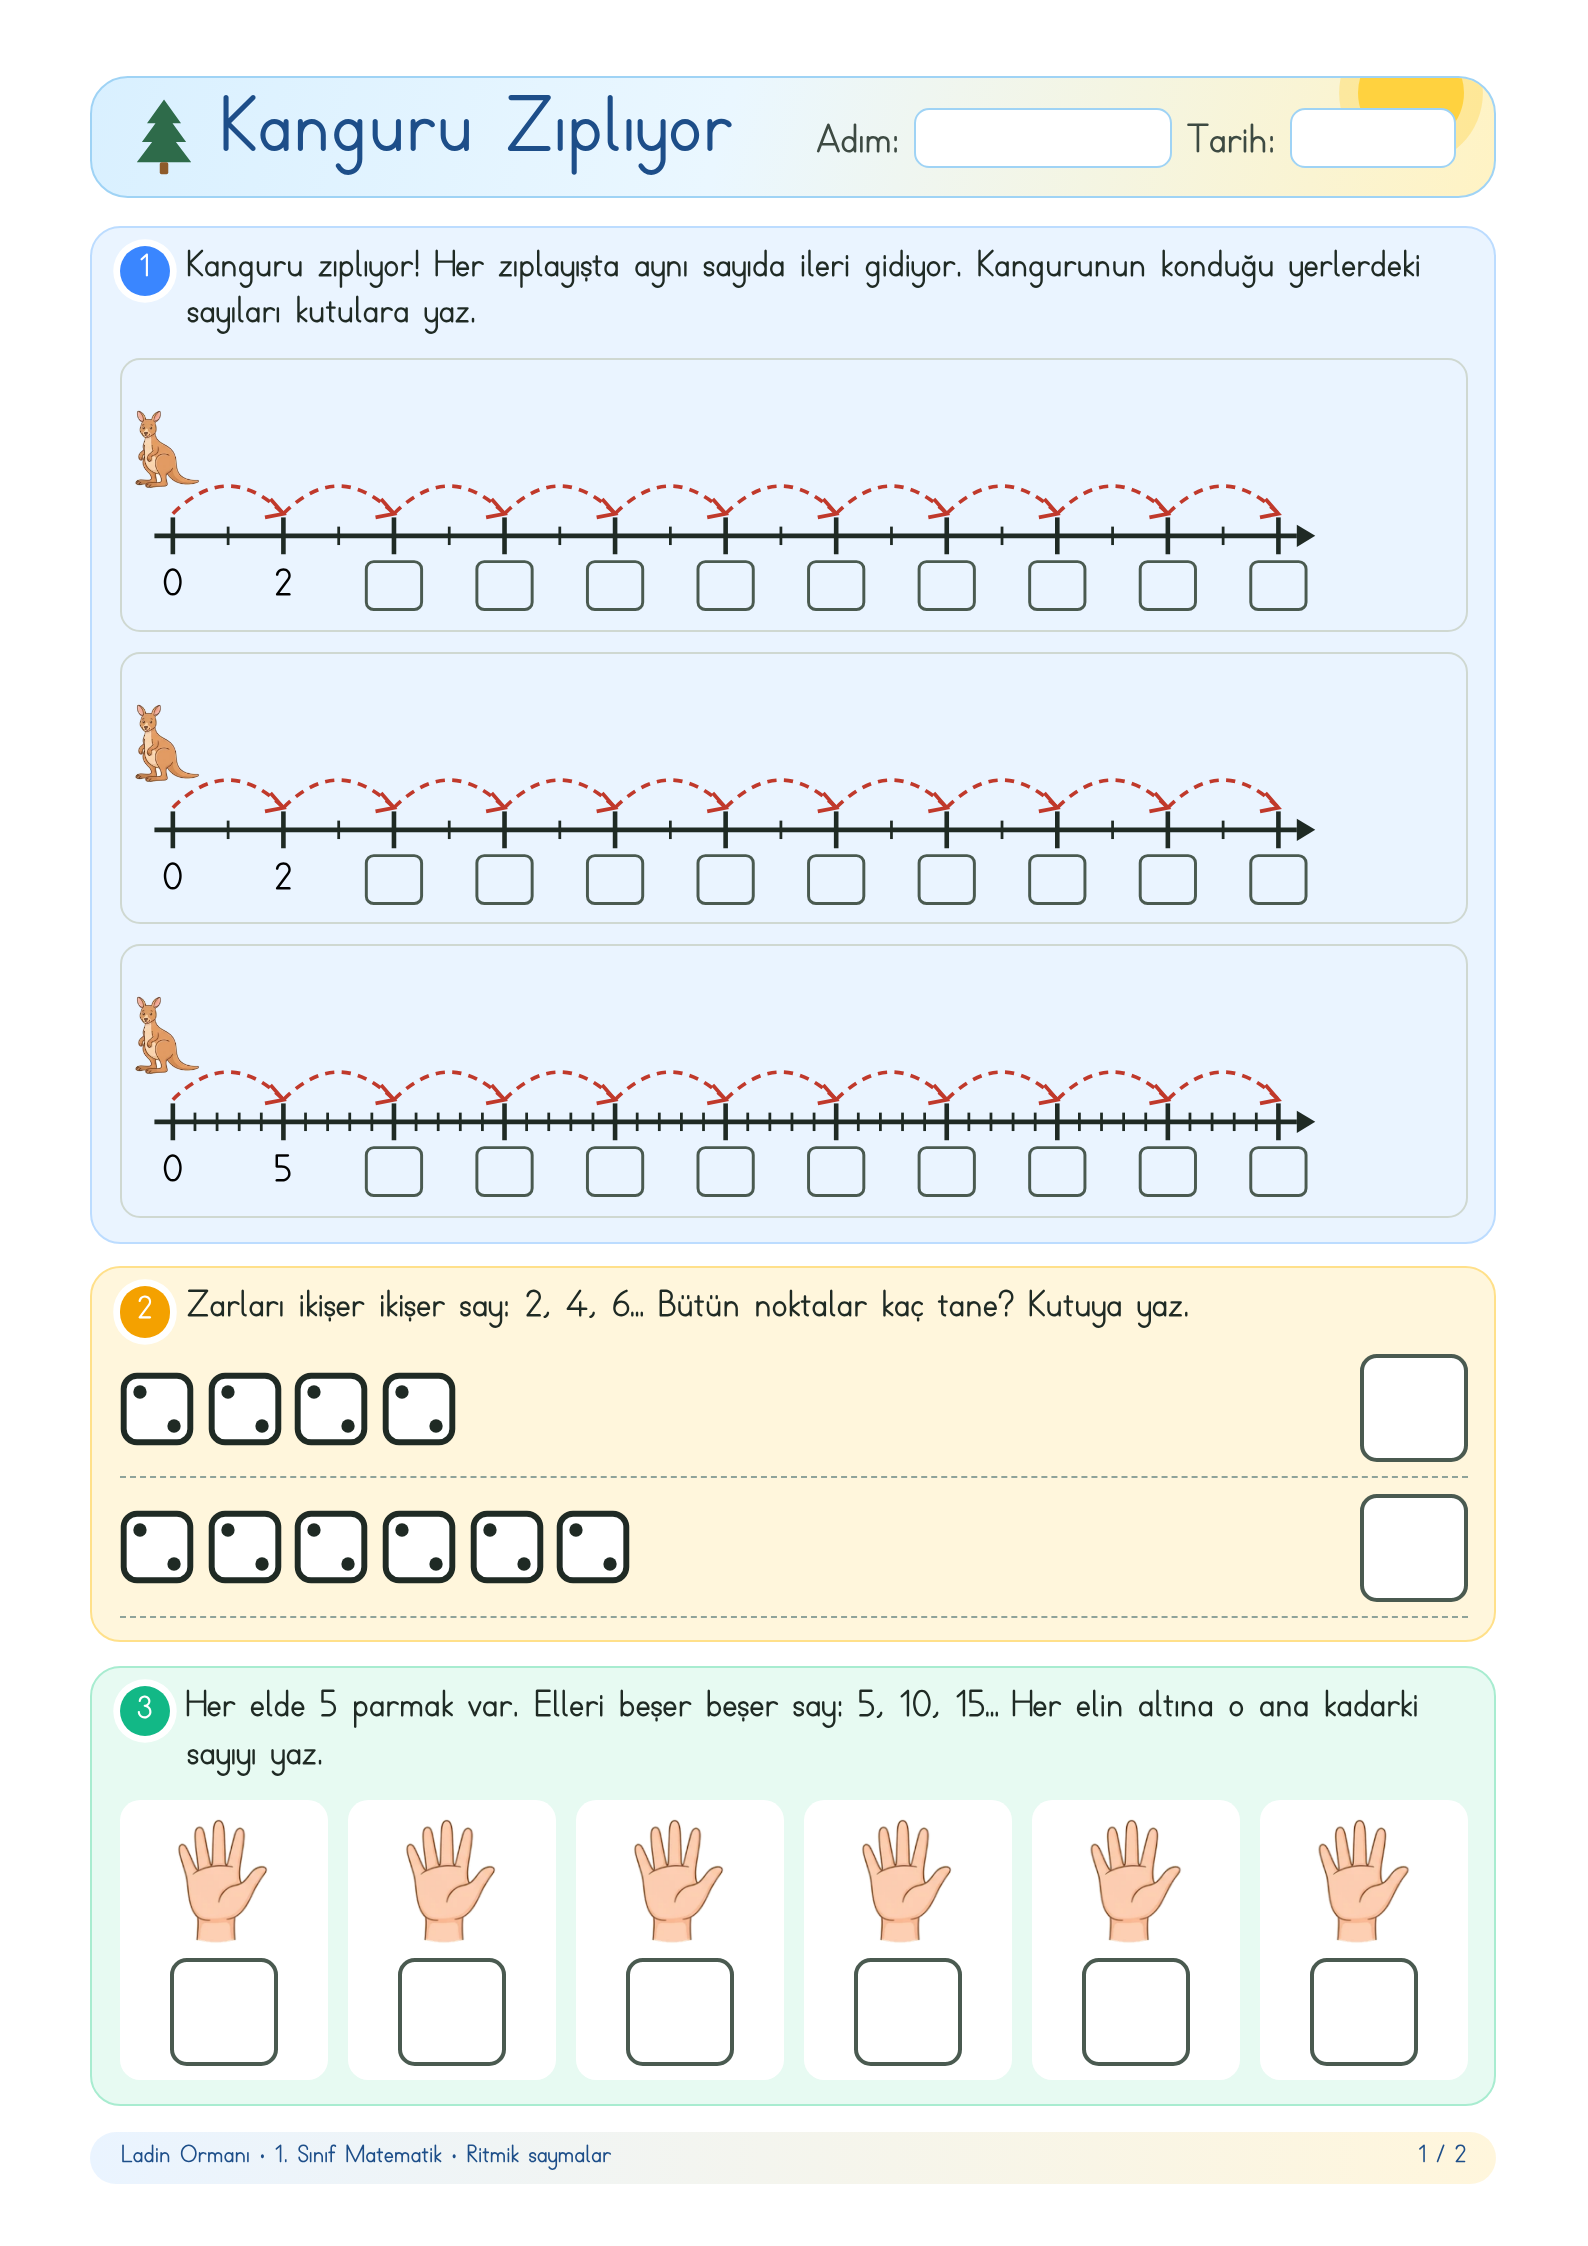 Kanguru Zıplıyor
Adım:
Tarih:
1
Kanguru zıplıyor! Her zıplayışta aynı sayıda ileri gidiyor. Kangurunun konduğu yerlerdeki
sayıları kutulara yaz.
0 2
0 2
0 5
2
Zarları ikişer ikişer say: 2, 4, 6... Bütün noktalar kaç tane? Kutuya yaz.
3
Her elde 5 parmak var. Elleri beşer beşer say: 5, 10, 15... Her elin altına o ana kadarki
sayıyı yaz.
Ladin Ormanı • 1. Sınıf Matematik • Ritmik saymalar
1 / 2